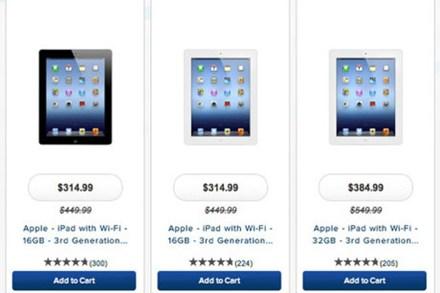 $314.99
$449.99
Apple - iPad with Wi-Fi -
16GB - 3rd Generation...
(300)
Add to Cart
$314.99
$449.99
Apple - iPad with Wi-Fi -
16GB - 3rd Generation...
(224)
Add to Cart
$384.99
$549.99
Apple - iPad with Wi-Fi -
32GB - 3rd Generation...
(205)
Add to Cart